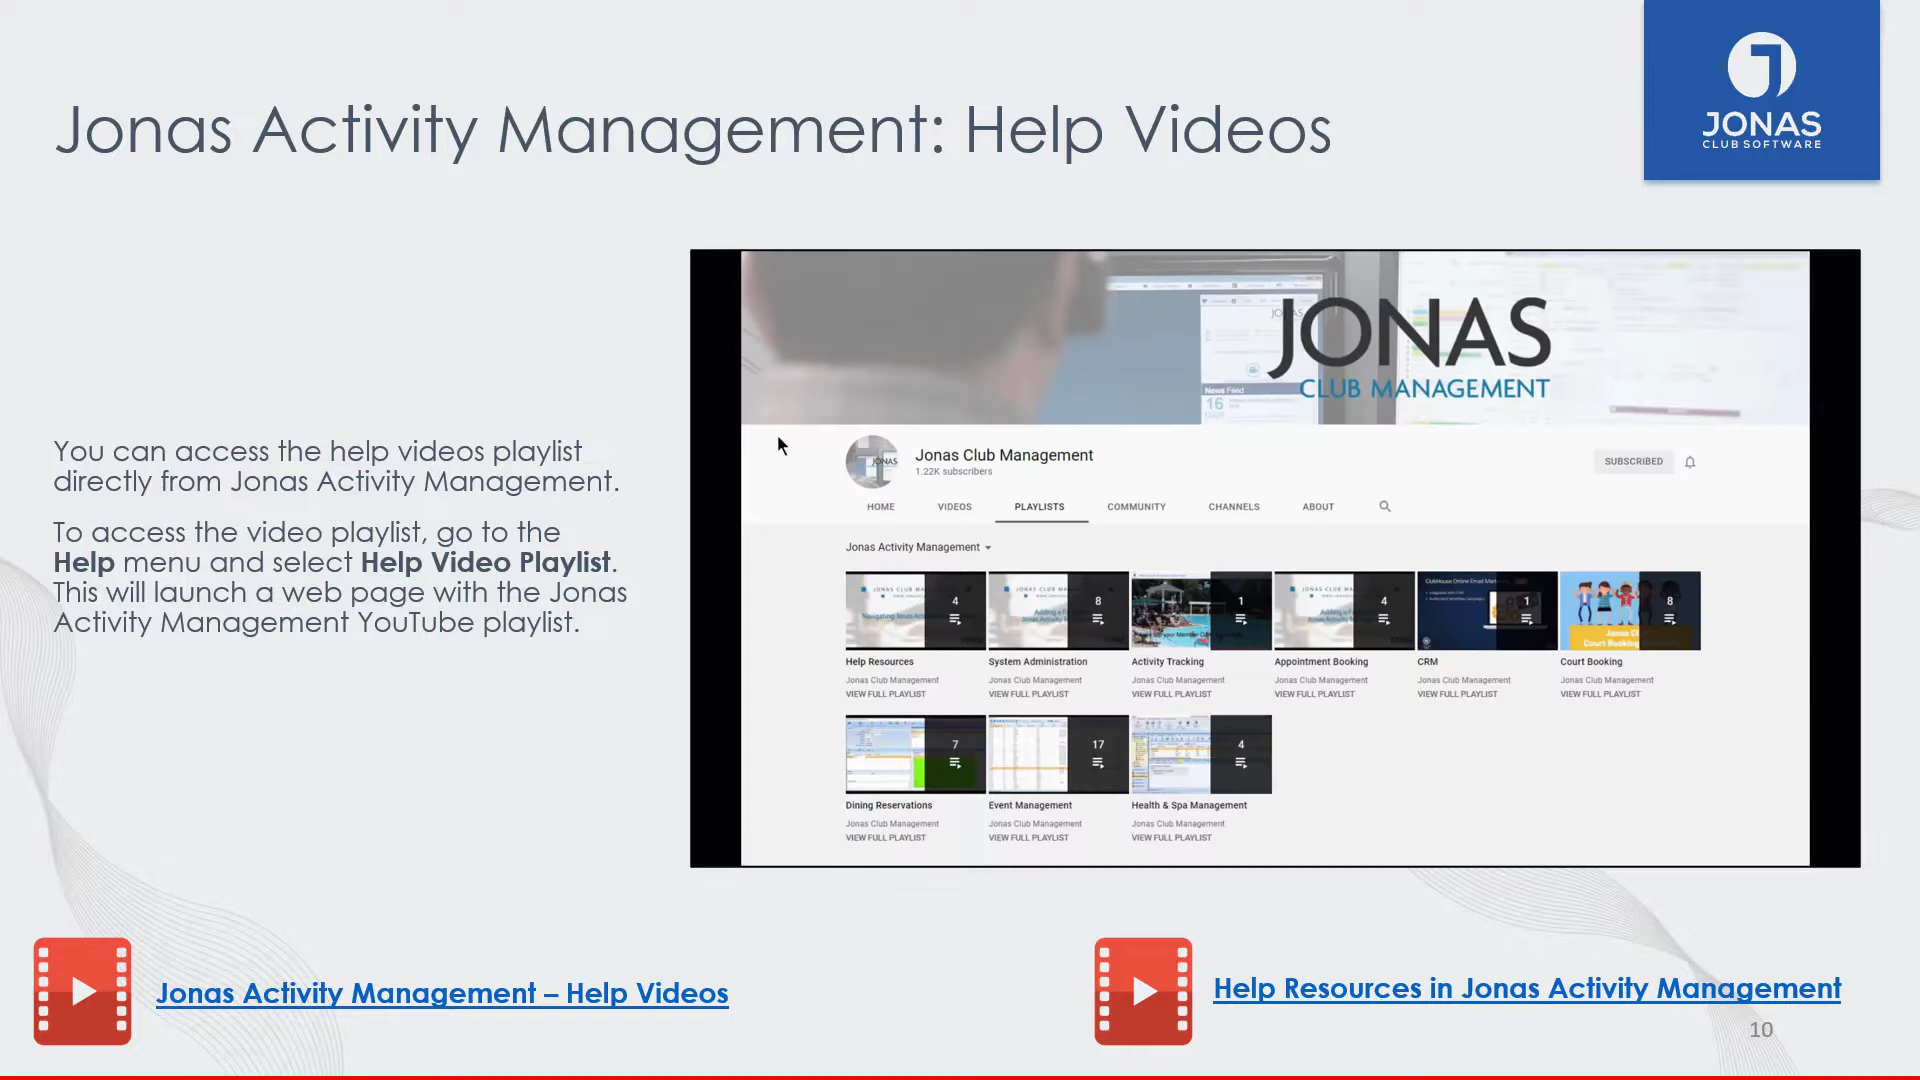 Jonas Activity Management: Help Videos
JONAS
CLUB SOFTWARE
You can access the help videos playlist
directly from Jonas Activity Management.
To access the video playlist, go to the
Help menu and select Help Video Playlist.
This will launch a web page with the Jonas
Activity Management YouTube playlist.
JONAS
CLUB MANAGEMENT
News Feed
16
Jonas Club Management
1.22K subscribers
SUBSCRIBED
HOME VIDEOS PLAYLISTS COMMUNITY CHANNELS ABOUT
Jonas Activity Management
4 8 1 4 1 8
Help Resources System Administration Activity Tracking Appointment Booking CRM Court Booking
Jonas Club Management Jonas Club Management Jonas Club Management Jonas Club Management Jonas Club Management Jonas Club Management
VIEW FULL PLAYLIST VIEW FULL PLAYLIST VIEW FULL PLAYLIST VIEW FULL PLAYLIST VIEW FULL PLAYLIST VIEW FULL PLAYLIST
7 17 4
Dining Reservations Event Management Health & Spa Management
Jonas Club Management Jonas Club Management Jonas Club Management
VIEW FULL PLAYLIST VIEW FULL PLAYLIST VIEW FULL PLAYLIST
Jonas Activity Management – Help Videos
Help Resources in Jonas Activity Management
10